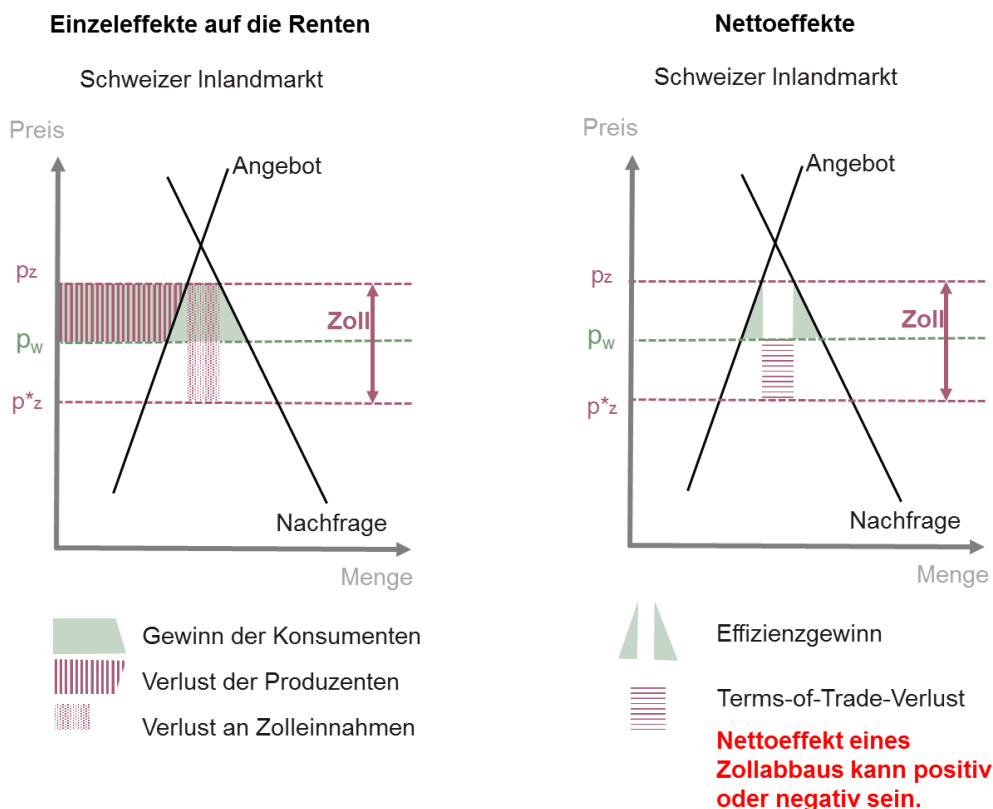 Einzeleffekte auf die Renten
Schweizer Inlandmarkt
Preis
Angebot
pz
Zoll
pw
p*z
Nachfrage
Menge
Gewinn der Konsumenten
Verlust der Produzenten
Verlust an Zolleinnahmen
Nettoeffekte
Schweizer Inlandmarkt
Preis
Angebot
pz
Zoll
pw
p*z
Nachfrage
Menge
Effizienzgewinn
Terms-of-Trade-Verlust
Nettoeffekt eines
Zollabbaus kann positiv
oder negativ sein.